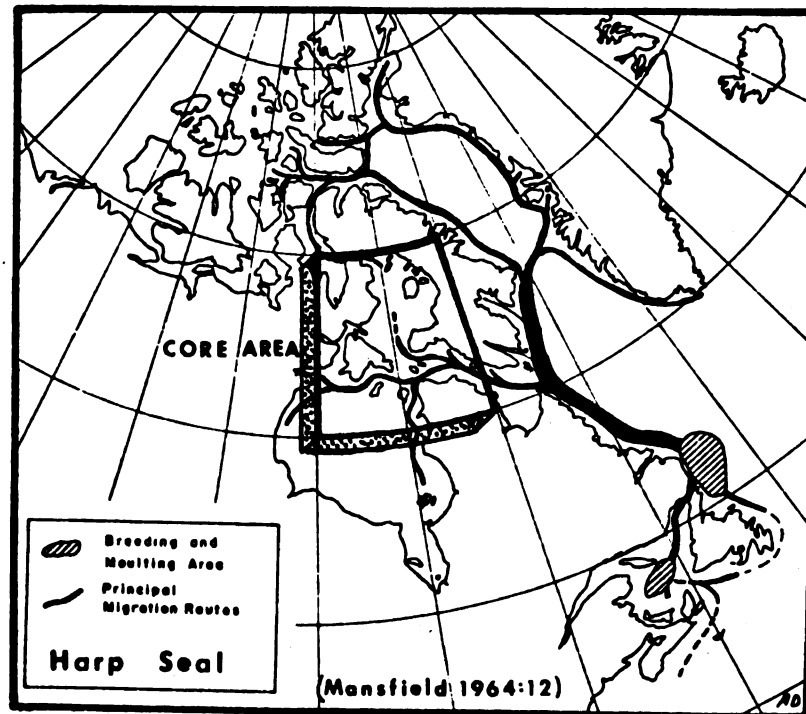 CORE AREA
Breeding and
Moulting Area
Principal
Migration Routes
Harp Seal
(Mansfield 1964:12)